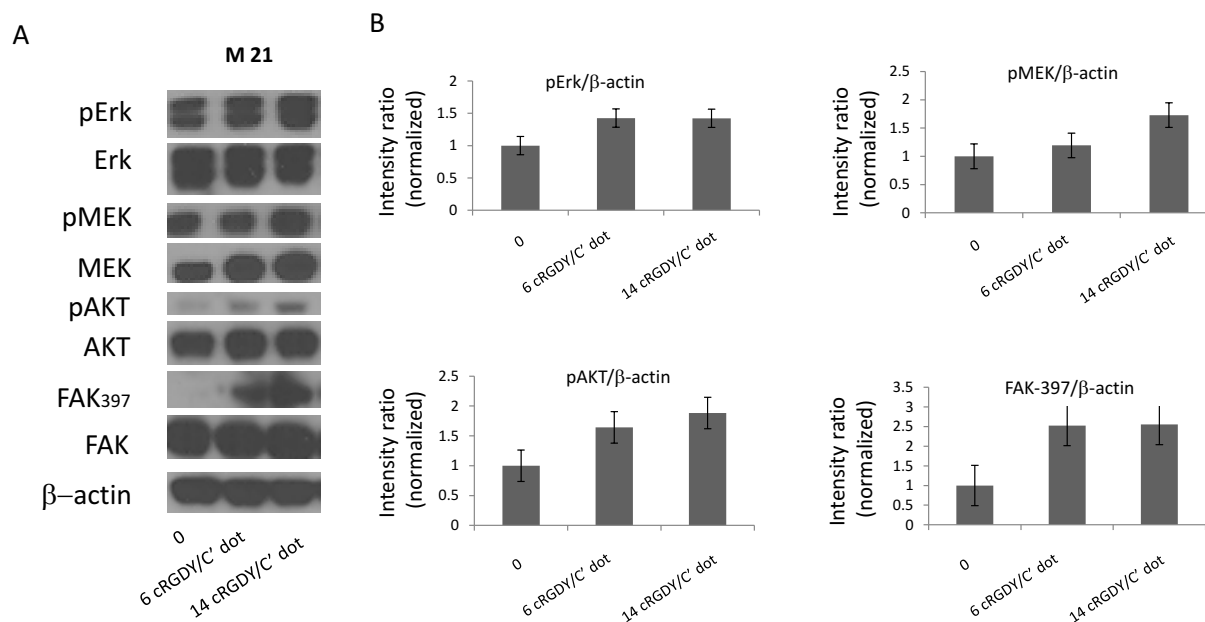 A
M 21
pErk
Erk
pMEK
MEK
pAKT
AKT
FAK397
FAK
β−actin
0
6 cRGDY/C' dot
14 cRGDY/C' dot
B
pErk/β-actin
Intensity ratio
(normalized)
2
1.5
1
0.5
0
0
6 cRGDY/C' dot
14 cRGDY/C' dot
pMEK/β-actin
Intensity ratio
(normalized)
2.5
2
1.5
1
0.5
0
0
6 cRGDY/C' dot
14 cRGDY/C' dot
pAKT/β-actin
Intensity ratio
(normalized)
2.5
2
1.5
1
0.5
0
0
6 cRGDY/C' dot
14 cRGDY/C' dot
FAK-397/β-actin
Intensity ratio
(normalized)
3.5
3
2.5
2
1.5
1
0.5
0
0
6 cRGDY/C' dot
14 cRGDY/C' dot